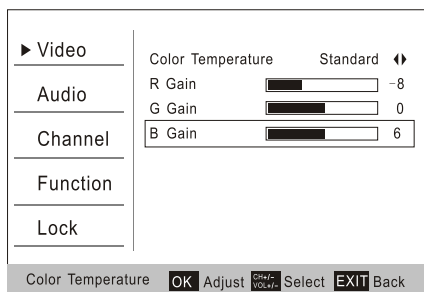 Video
Audio
Channel
Function
Lock
Color Temperature Standard
R Gain -8
G Gain 0
B Gain 6
Color Temperature OK Adjust CH+/- VOL+/- Select EXIT Back